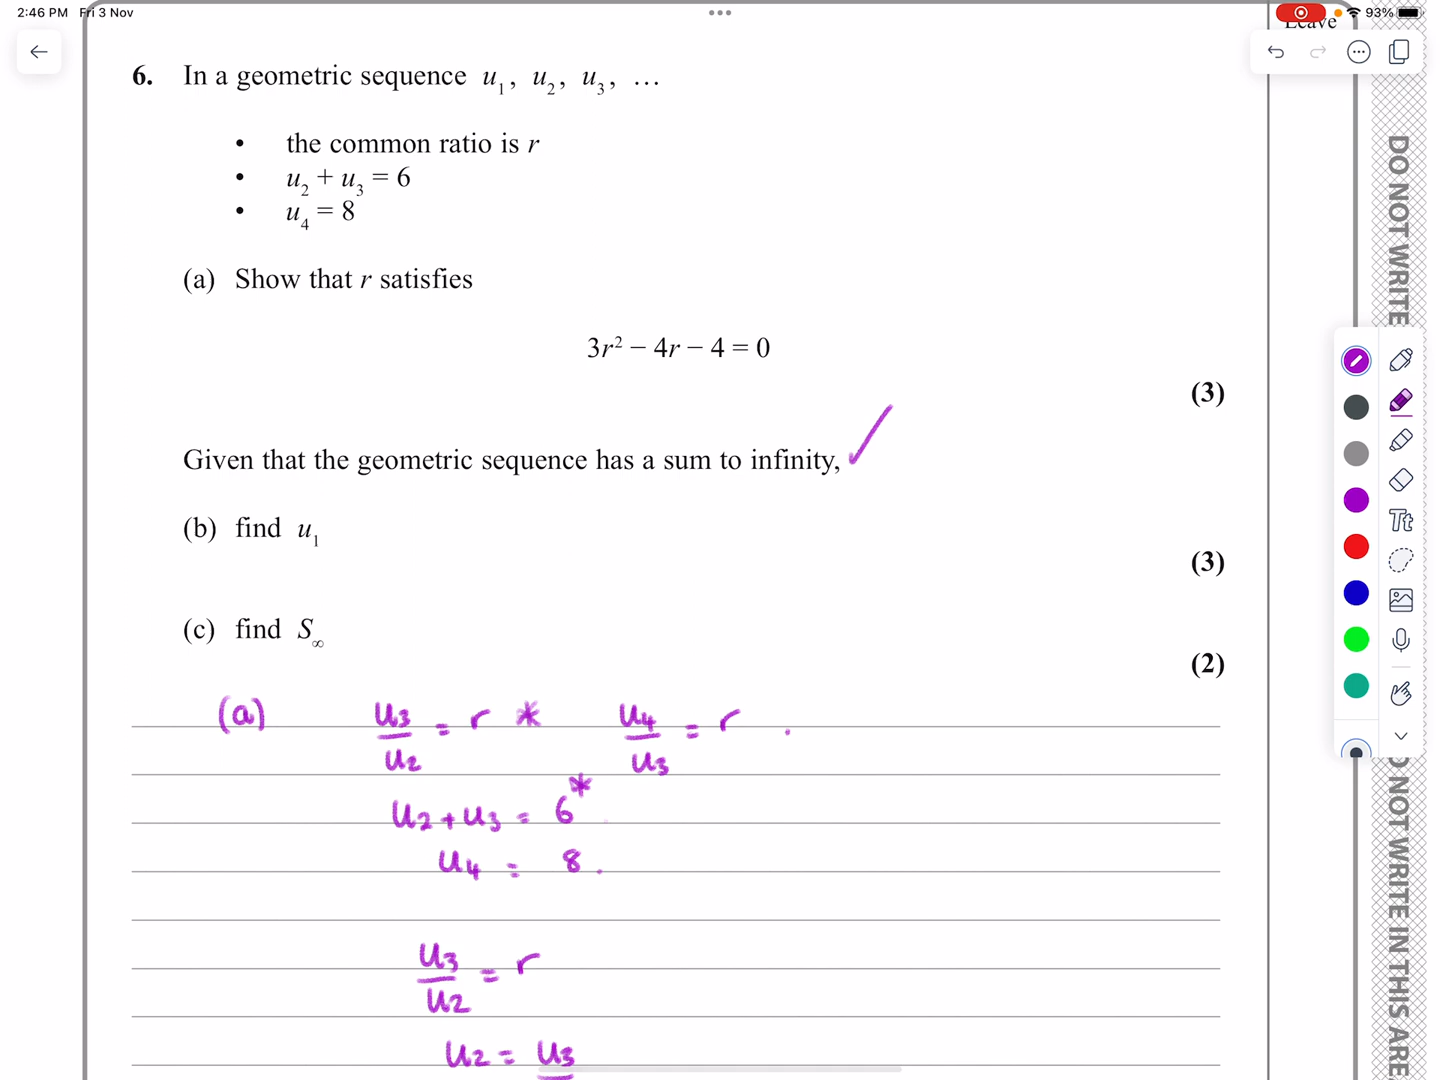 2:46 PM Fri 3 Nov
93%
Leave
6. In a geometric sequence u₁, u₂, u₃, …
• the common ratio is r
• u₂ + u₃ = 6
• u₄ = 8
(a) Show that r satisfies
3r² − 4r − 4 = 0
(3)
Given that the geometric sequence has a sum to infinity,
(b) find u₁
(3)
(c) find S∞
(2)
(a) u₃/u₂ = r * u₄/u₃ = r .
u₂ + u₃ = 6*
u₄ = 8.
u₃/u₂ = r
u₂ = u₃
Tt
DO NOT WRITE
O NOT WRITE IN THIS ARE